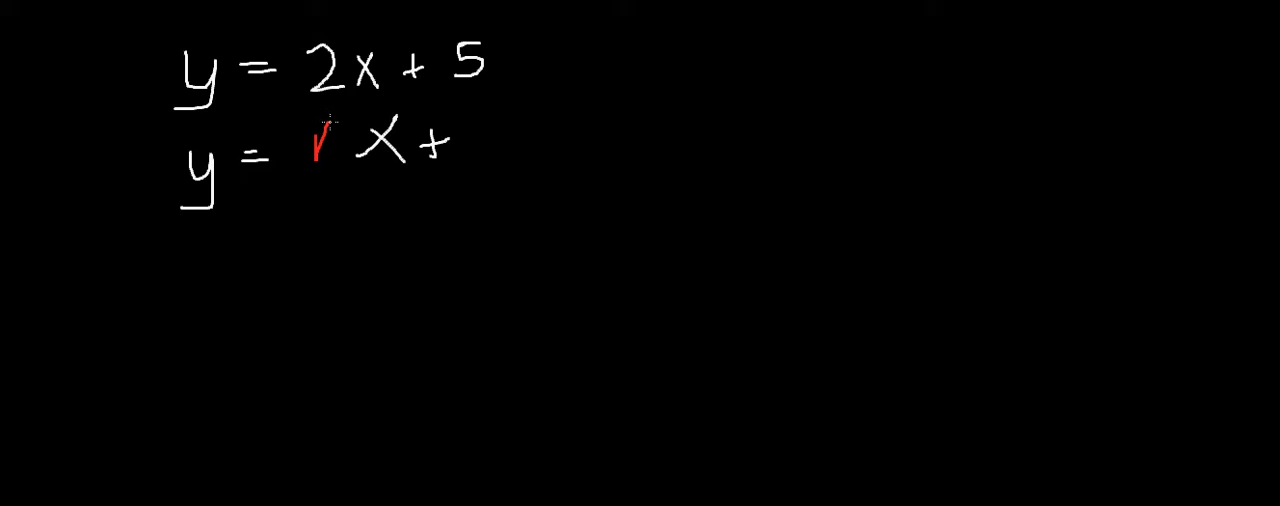 y = 2x + 5
y = x +